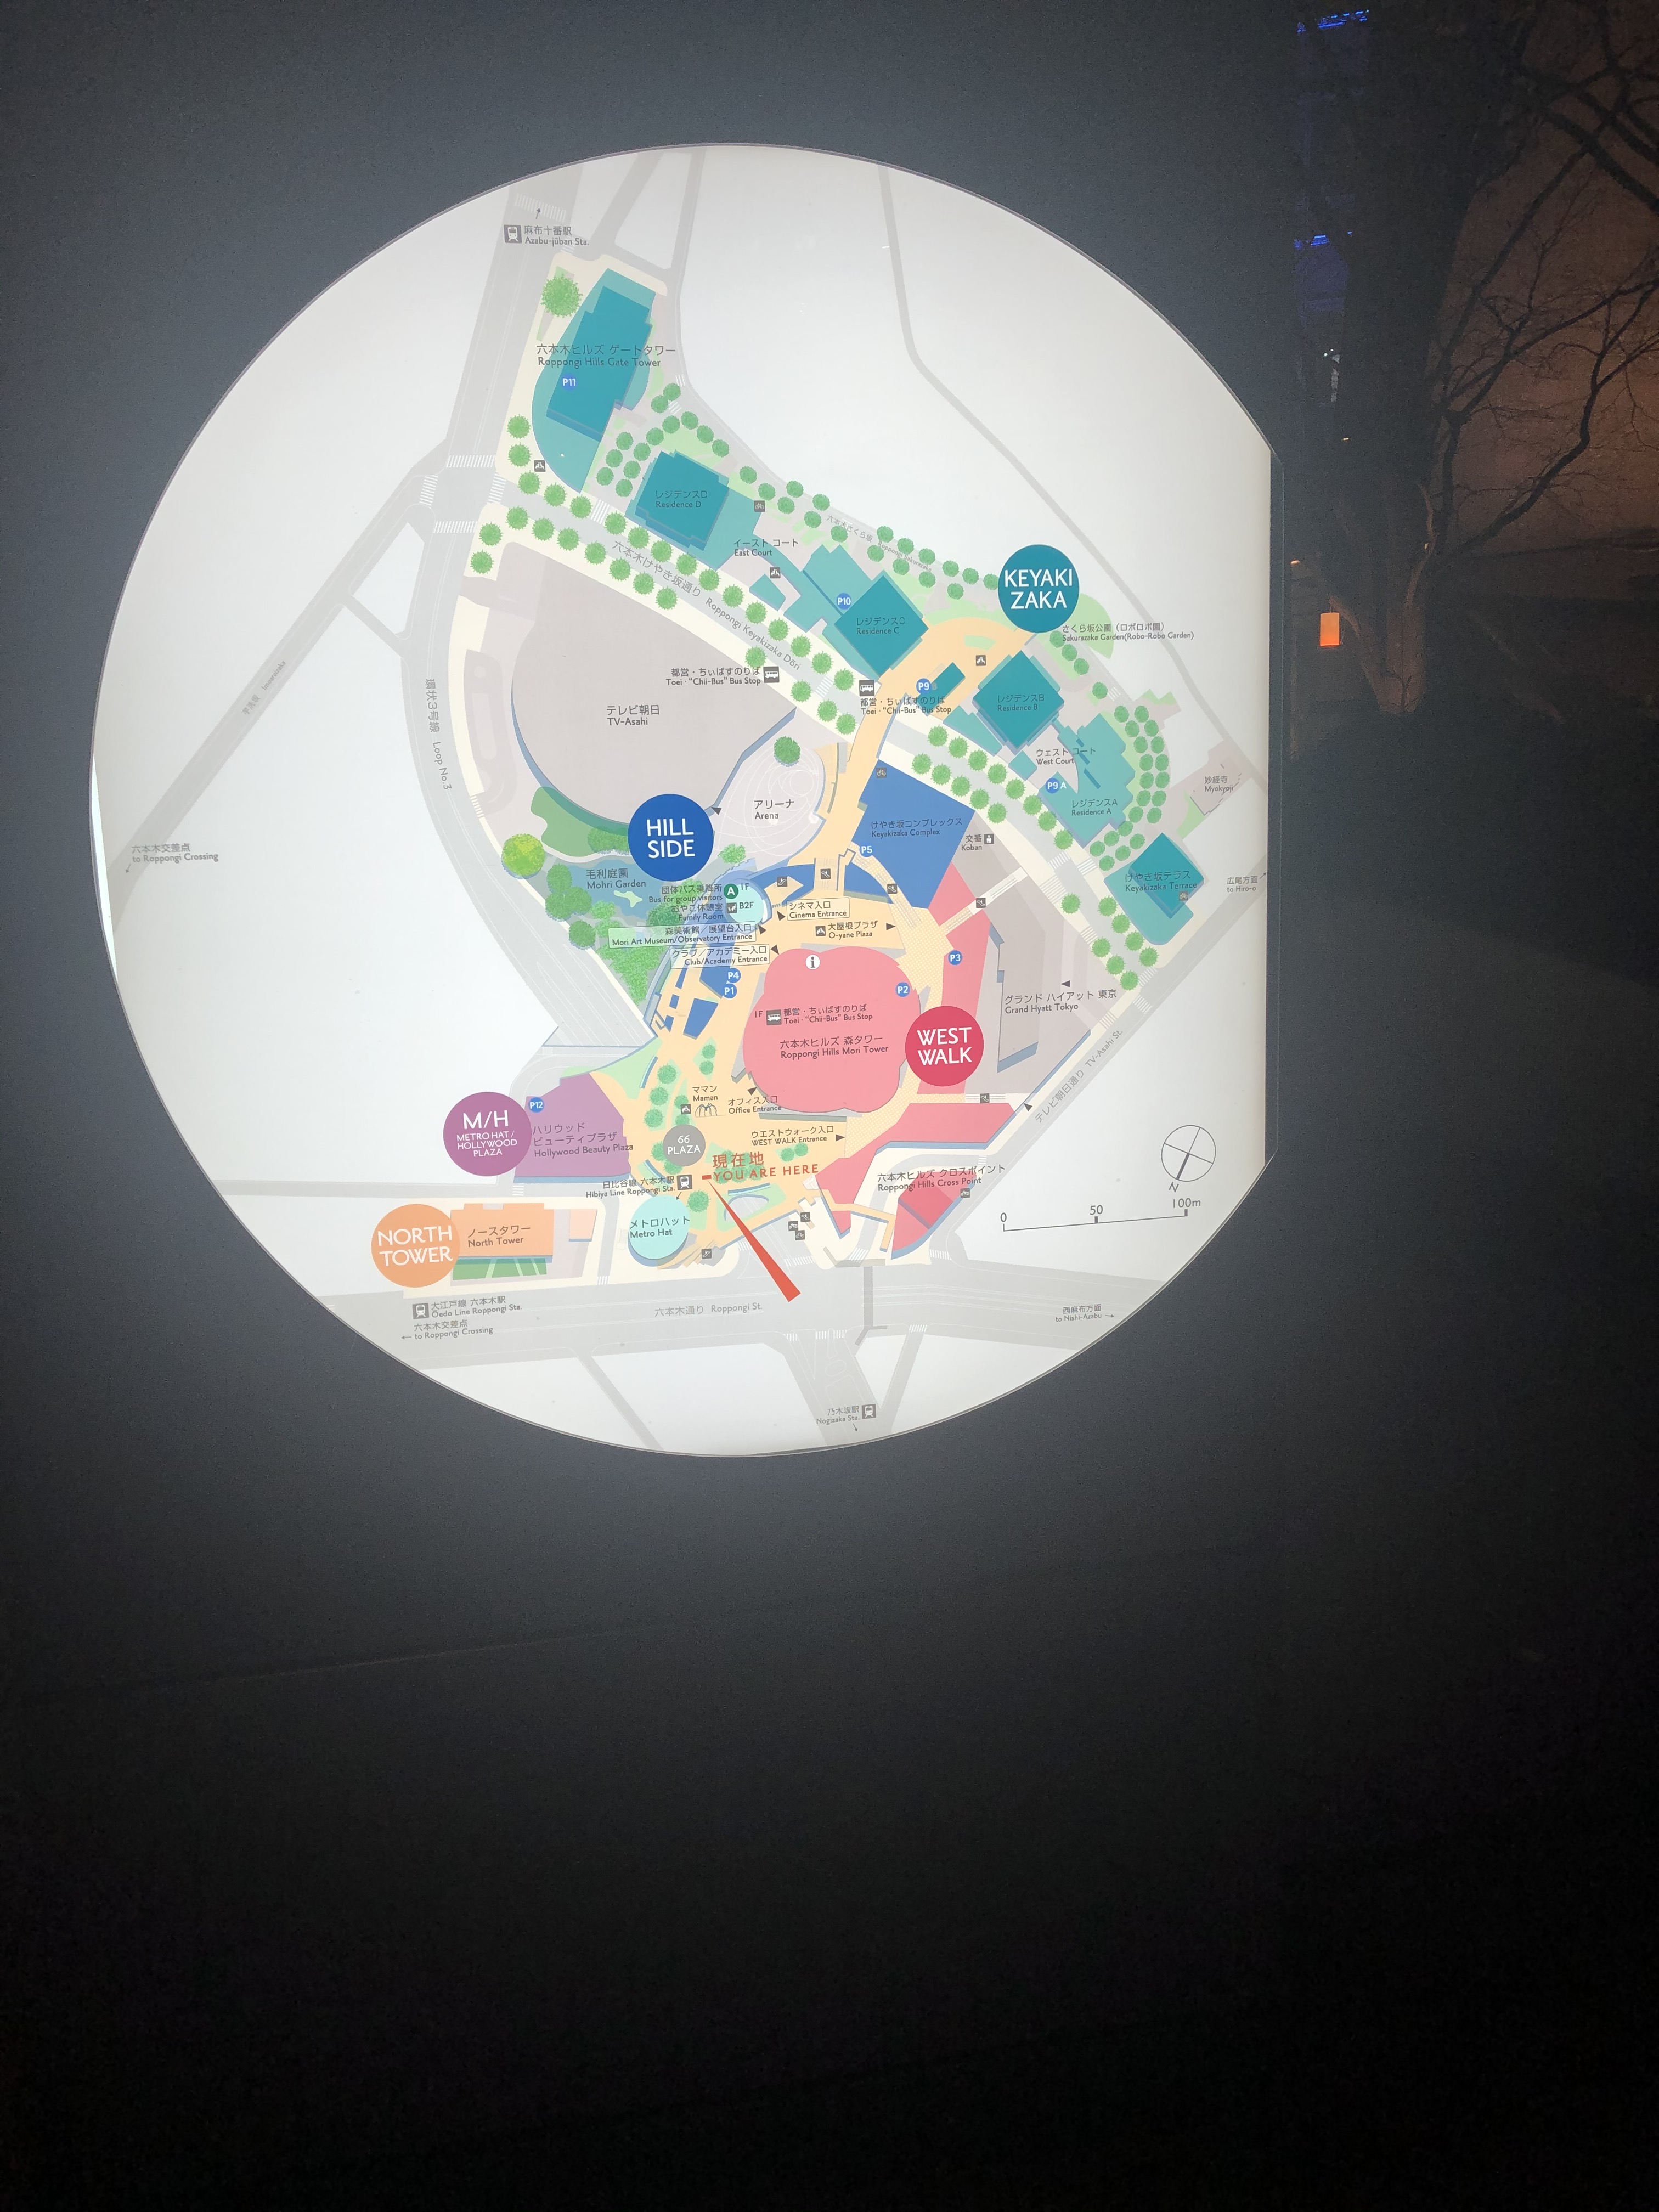 麻布十番駅
Azabu-jūban Sta.
六本木ヒルズ ゲートタワー
Roppongi Hills Gate Tower
P11
レジデンスD
Residence D
イースト コート
East Court
六本木さくら坂
六本木けやき坂通り Roppongi Keyakizaka Dōri
P10
レジデンスC
Residence C
KEYAKI
ZAKA
さくら坂公園(ロボロボ園)
Sakurazaka Garden(Robo-Robo Garden)
都営・ちぃばすのりば
Toei・"Chii-Bus" Bus Stop
P9
都営・ちぃばすのりば
Toei・"Chii-Bus" Bus Stop
レジデンスB
Residence B
テレビ朝日
TV-Asahi
環状3号線 Loop No.3
ウェスト コート
West Court
P9 A
レジデンスA
Residence A
妙経寺
Myokyoji
アリーナ
Arena
HILL
SIDE
けやき坂コンプレックス
Keyakizaka Complex
P5
交番
Koban
六本木交差点
to Roppongi Crossing
けやき坂テラス
Keyakizaka Terrace
広尾方面
to Hiro-o
毛利庭園
Mohri Garden
団体バス乗降所 A 1F
Bus for group visitors
おやこ休憩室 B2F
Family Room
シネマ入口
Cinema Entrance
森美術館／展望台入口
Mori Art Museum/Observatory Entrance
大屋根プラザ
O-yane Plaza
クラブ／アカデミー入口
Club/Academy Entrance
P4
P1
P3
P2
グランド ハイアット 東京
Grand Hyatt Tokyo
1F 都営・ちぃばすのりば
Toei・"Chii-Bus" Bus Stop
六本木ヒルズ 森タワー
Roppongi Hills Mori Tower
WEST
WALK
テレビ朝日通り TV-Asahi St.
ママン
Maman
オフィス入口
Office Entrance
P12
M/H
METRO HAT /
HOLLYWOOD
PLAZA
ハリウッド
ビューティプラザ
Hollywood Beauty Plaza
66
PLAZA
ウエストウォーク入口
WEST WALK Entrance
現在地
YOU ARE HERE
日比谷線 六本木駅
Hibiya Line Roppongi Sta.
六本木ヒルズ クロスポイント
Roppongi Hills Cross Point
N
0 50 100m
NORTH
TOWER
ノースタワー
North Tower
メトロハット
Metro Hat
大江戸線 六本木駅
Ōedo Line Roppongi Sta.
六本木交差点
to Roppongi Crossing
六本木通り Roppongi St.
西麻布方面
to Nishi-Azabu
乃木坂駅
Nogizaka Sta.